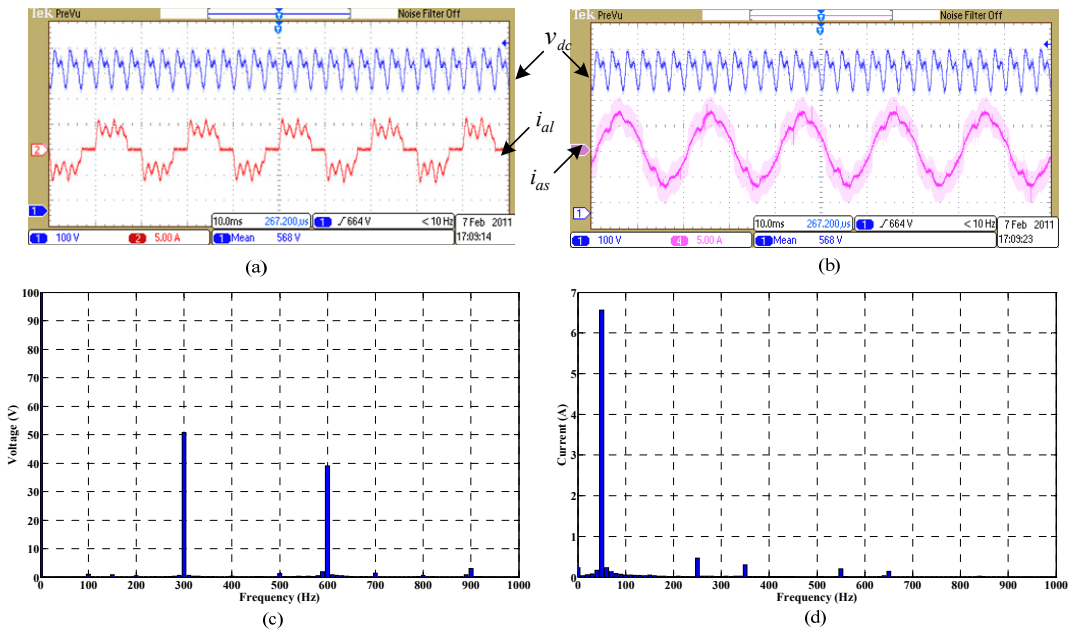 Tek PreVu Noise Filter Off
T
v_dc
i_al
2
1
10.0ms 267.200µs 1 ∫ 664 V < 10 Hz
1 100 V 2 5.00 A 1 Mean 568 V
7 Feb 2011
17:09:14
(a)
Tek PreVu Noise Filter Off
T
i_as
1
10.0ms 267.200µs 1 ∫ 664 V < 10 Hz
1 100 V 4 5.00 A 1 Mean 568 V
7 Feb 2011
17:09:23
(b)
100
90
80
70
60
50
40
30
20
10
0
Voltage (V)
0 100 200 300 400 500 600 700 800 900 1000
Frequency (Hz)
(c)
7
6
5
4
3
2
1
0
Current (A)
0 100 200 300 400 500 600 700 800 900 1000
Frequency (Hz)
(d)